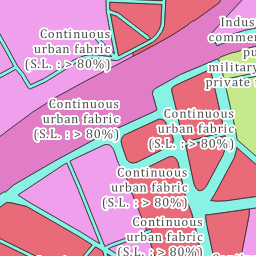 Continuous
urban fabric
(S.L. : > 80%)
Indus
comme
pu
military
private
Continuous
urban fabric
(S.L. : > 80%)
Continuous
urban fabric
(S.L. : > 80%)
Continuous
urban fabric
(S.L. : > 80%)
Continuous
urban fabric
(S.L. : > 80%)